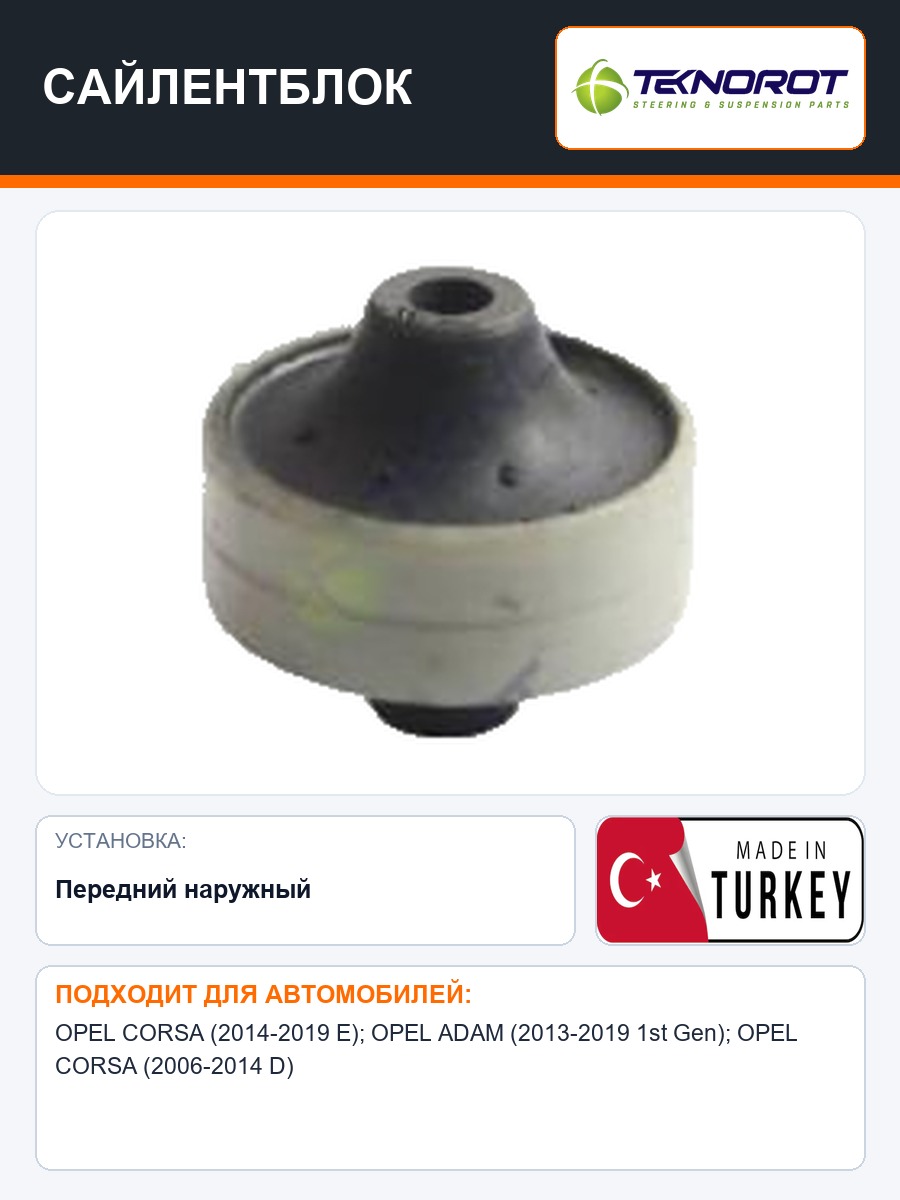 САЙЛЕНТБЛОК
TEKNOROT
STEERING & SUSPENSION PARTS
УСТАНОВКА:
Передний наружный
MADE IN
TURKEY
ПОДХОДИТ ДЛЯ АВТОМОБИЛЕЙ:
OPEL CORSA (2014-2019 E); OPEL ADAM (2013-2019 1st Gen); OPEL
CORSA (2006-2014 D)